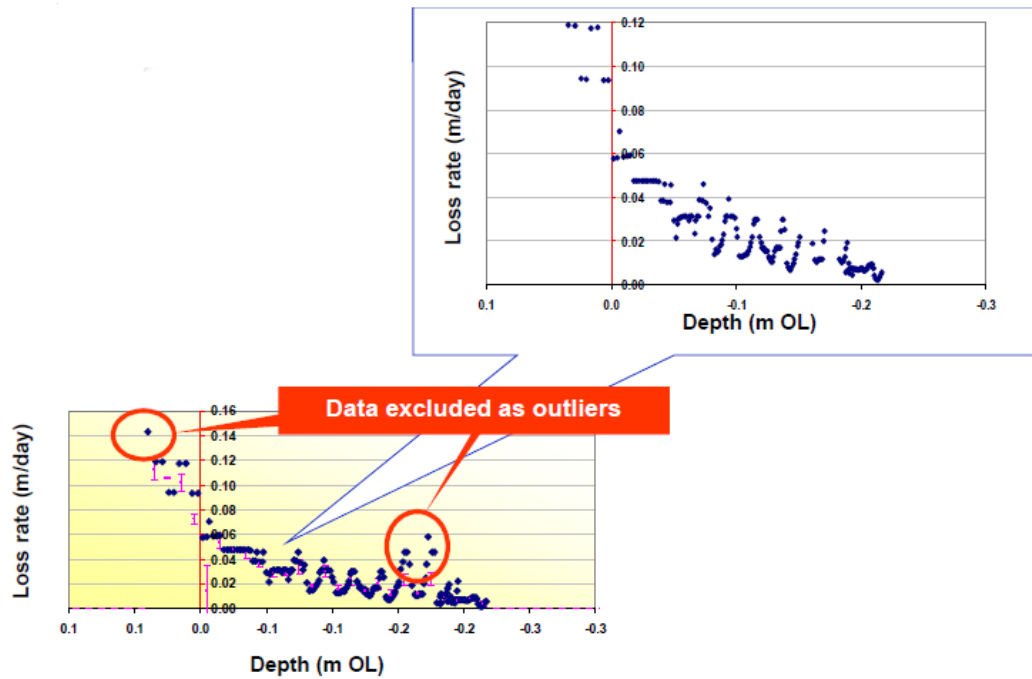 0.12
0.10
0.08
0.06
0.04
0.02
0.00
Loss rate (m/day)
0.1 0.0 -0.1 -0.2 -0.3
Depth (m OL)
Data excluded as outliers
0.16
0.14
0.12
0.10
0.08
0.06
0.04
0.02
0.00
Loss rate (m/day)
0.1 0.1 0.0 -0.1 -0.1 -0.2 -0.2 -0.3 -0.3
Depth (m OL)